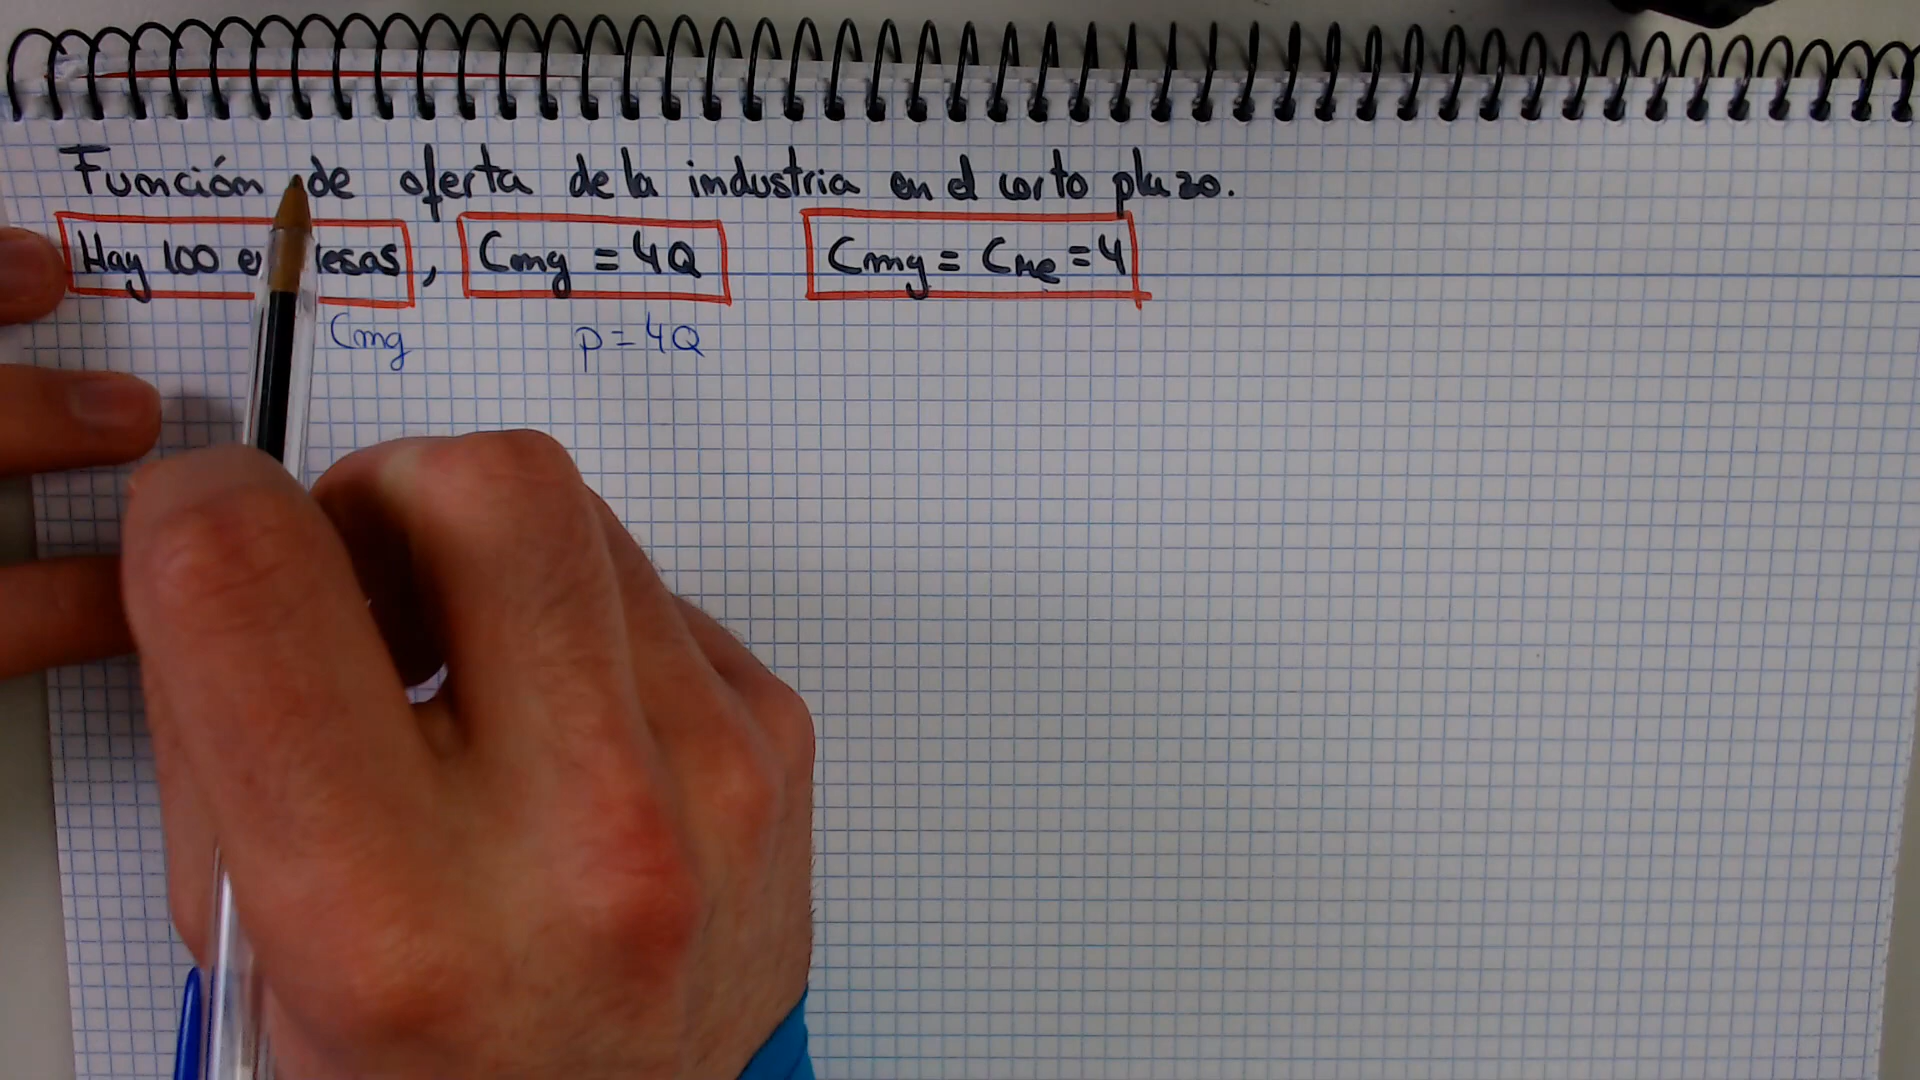 Función de oferta de la industria en el corto plazo.
Hay 100, Cmg = 4Q Cmg = CMe = 4
Cmg p = 4Q